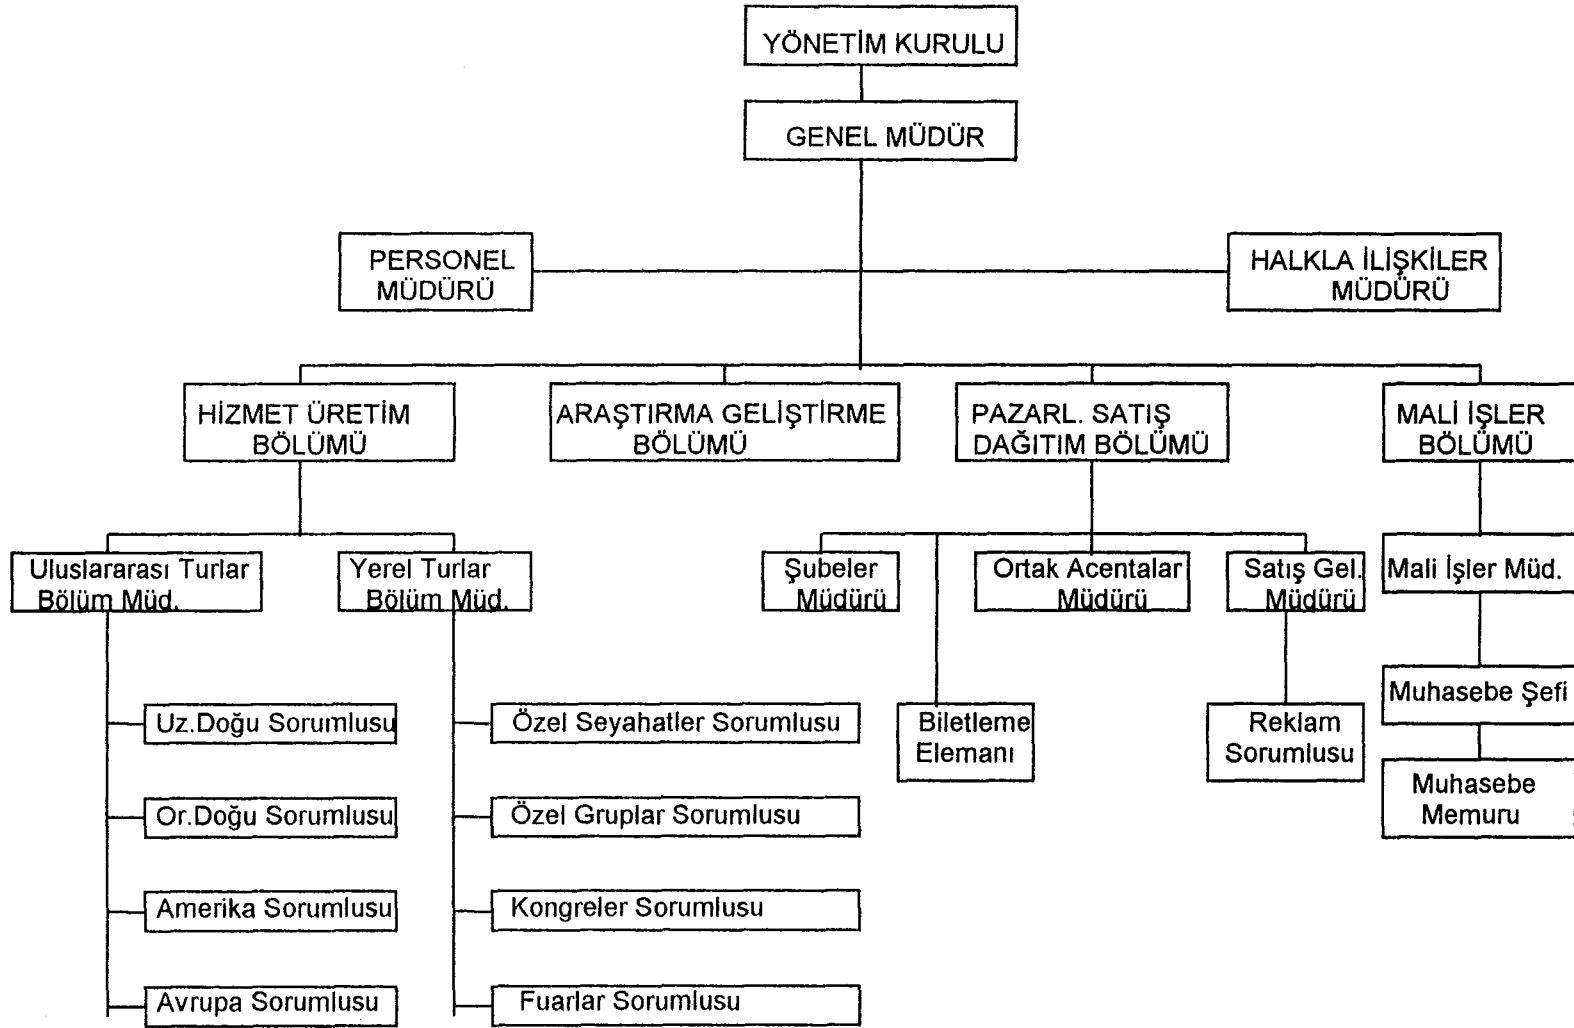 YÖNETİM KURULU
GENEL MÜDÜR
PERSONEL
MÜDÜRÜ
HALKLA İLİŞKİLER
MÜDÜRÜ
HİZMET ÜRETİM
BÖLÜMÜ
ARAŞTIRMA GELİŞTİRME
BÖLÜMÜ
PAZARL. SATIŞ
DAĞITIM BÖLÜMÜ
MALİ İŞLER
BÖLÜMÜ
Uluslararası Turlar
Bölüm Müd.
Yerel Turlar
Bölüm Müd.
Şubeler
Müdürü
Ortak Acentalar
Müdürü
Satış Gel.
Müdürü
Mali İşler Müd.
Uz.Doğu Sorumlusu
Or.Doğu Sorumlusu
Amerika Sorumlusu
Avrupa Sorumlusu
Özel Seyahatler Sorumlusu
Özel Gruplar Sorumlusu
Kongreler Sorumlusu
Fuarlar Sorumlusu
Biletleme
Elemanı
Reklam
Sorumlusu
Muhasebe Şefi
Muhasebe
Memuru